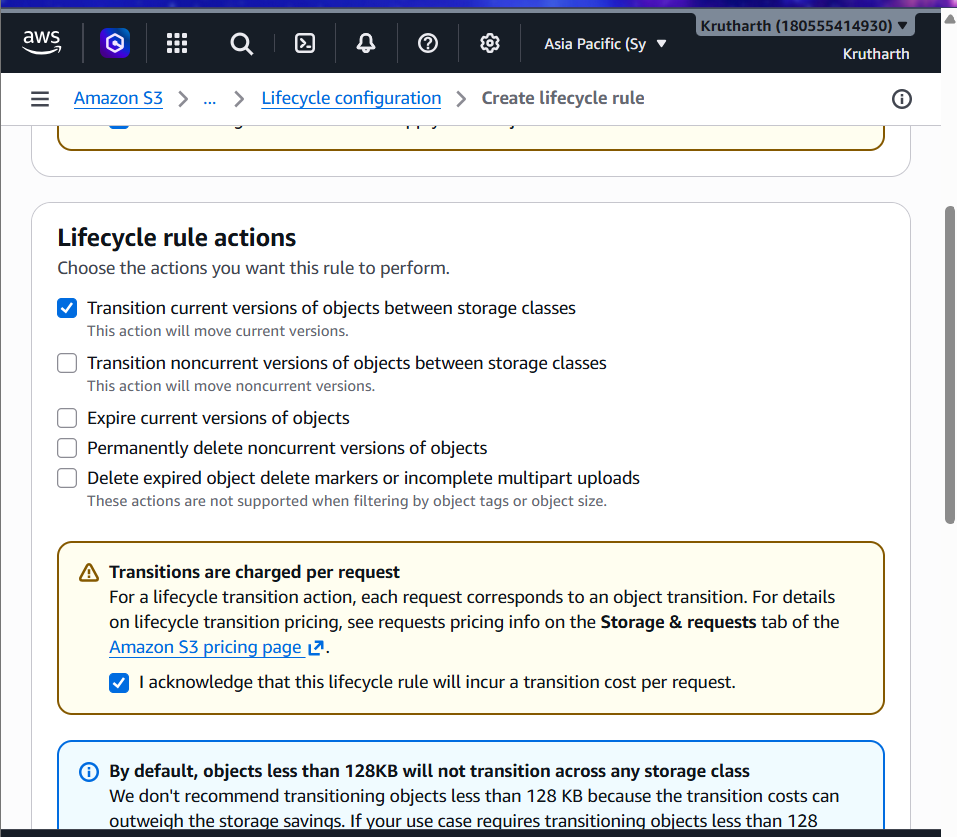 aws
Asia Pacific (Sy ▼
Krutharth (180555414930) ▼
Krutharth
Amazon S3 > ... > Lifecycle configuration > Create lifecycle rule
Lifecycle rule actions
Choose the actions you want this rule to perform.
Transition current versions of objects between storage classes
This action will move current versions.
Transition noncurrent versions of objects between storage classes
This action will move noncurrent versions.
Expire current versions of objects
Permanently delete noncurrent versions of objects
Delete expired object delete markers or incomplete multipart uploads
These actions are not supported when filtering by object tags or object size.
Transitions are charged per request
For a lifecycle transition action, each request corresponds to an object transition. For details
on lifecycle transition pricing, see requests pricing info on the Storage & requests tab of the
Amazon S3 pricing page.
I acknowledge that this lifecycle rule will incur a transition cost per request.
By default, objects less than 128KB will not transition across any storage class
We don't recommend transitioning objects less than 128 KB because the transition costs can
outweigh the storage savings. If your use case requires transitioning objects less than 128